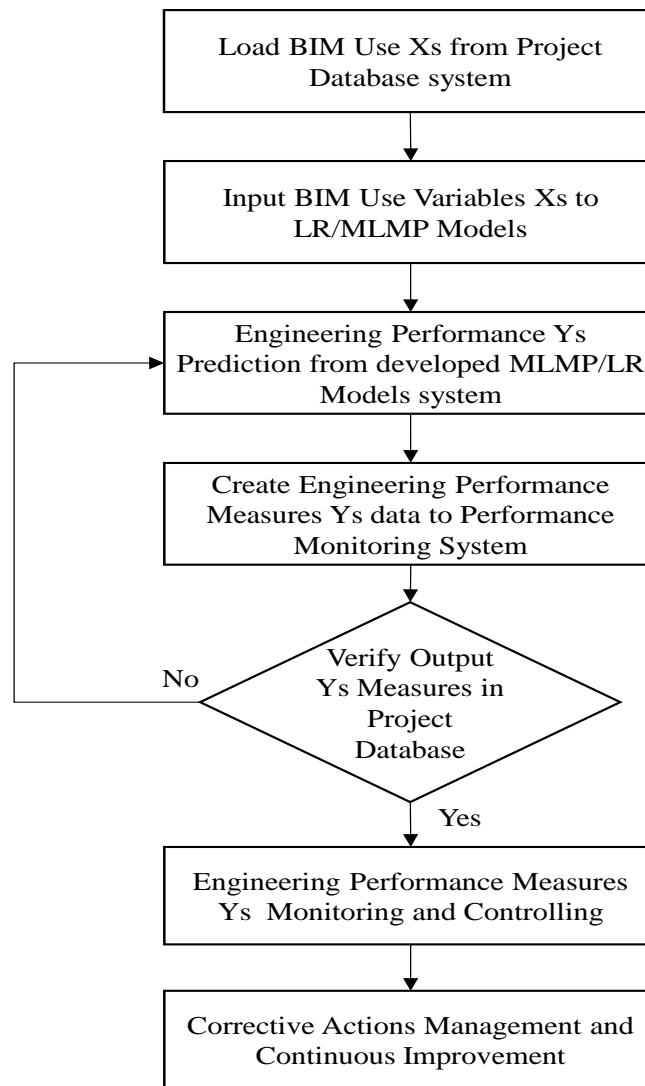 Load BIM Use Xs from Project
Database system
Input BIM Use Variables Xs to
LR/MLMP Models
Engineering Performance Ys
Prediction from developed MLMP/LR
Models system
Create Engineering Performance
Measures Ys data to Performance
Monitoring System
Verify Output
Ys Measures in
Project
Database
No
Yes
Engineering Performance Measures
Ys Monitoring and Controlling
Corrective Actions Management and
Continuous Improvement